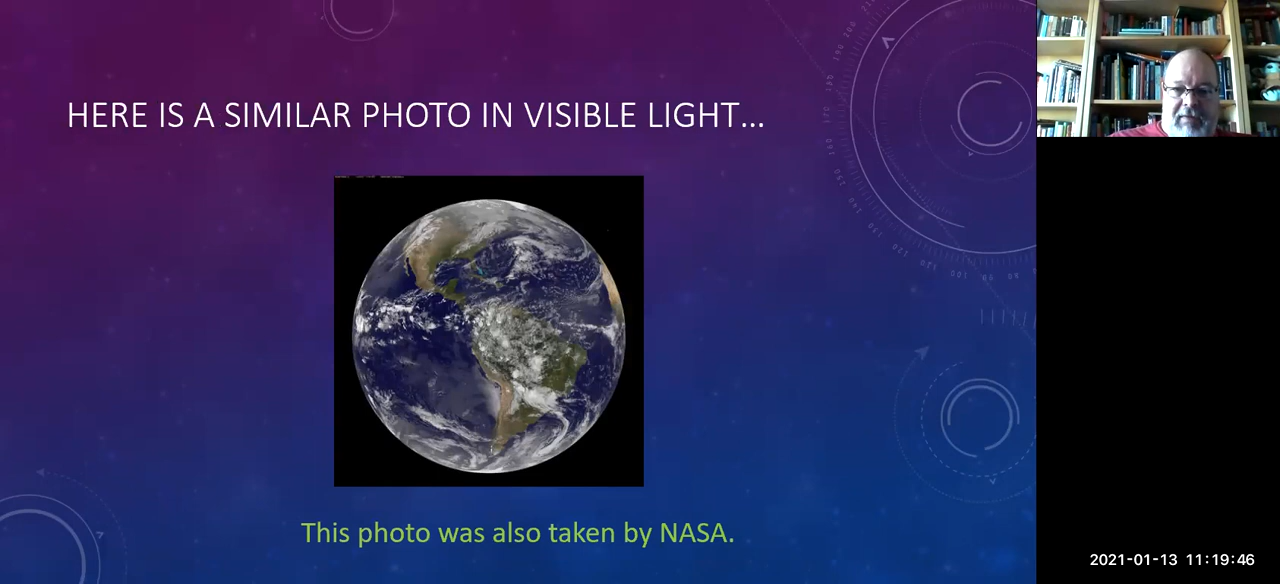 HERE IS A SIMILAR PHOTO IN VISIBLE LIGHT...
This photo was also taken by NASA.
2021-01-13 11:19:46